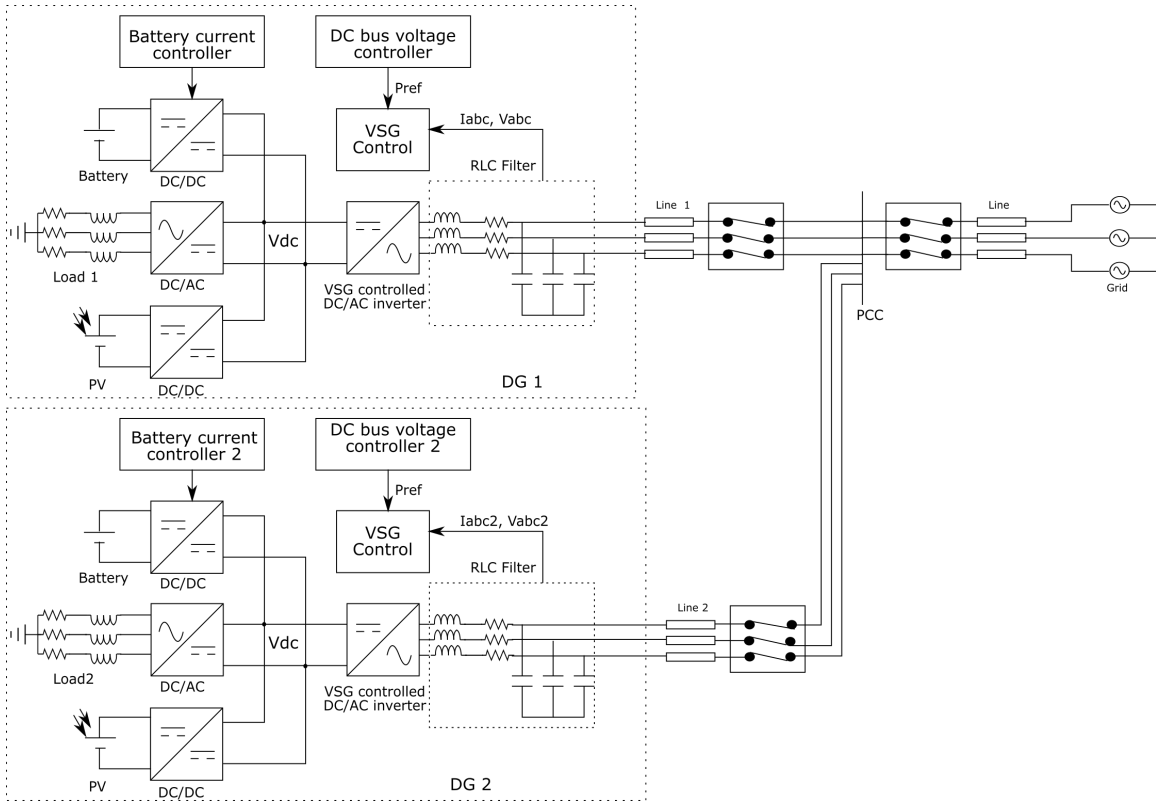 Battery current
controller
DC bus voltage
controller
Pref
VSG
Control
Iabc, Vabc
RLC Filter
Battery
DC/DC
Load 1
DC/AC
Vdc
VSG controlled
DC/AC inverter
PV
DC/DC
DG 1
Line 1
PCC
Line
Grid
Battery current
controller 2
DC bus voltage
controller 2
Pref
VSG
Control
Iabc2, Vabc2
RLC Filter
Battery
DC/DC
Load2
DC/AC
Vdc
VSG controlled
DC/AC inverter
PV
DC/DC
DG 2
Line 2